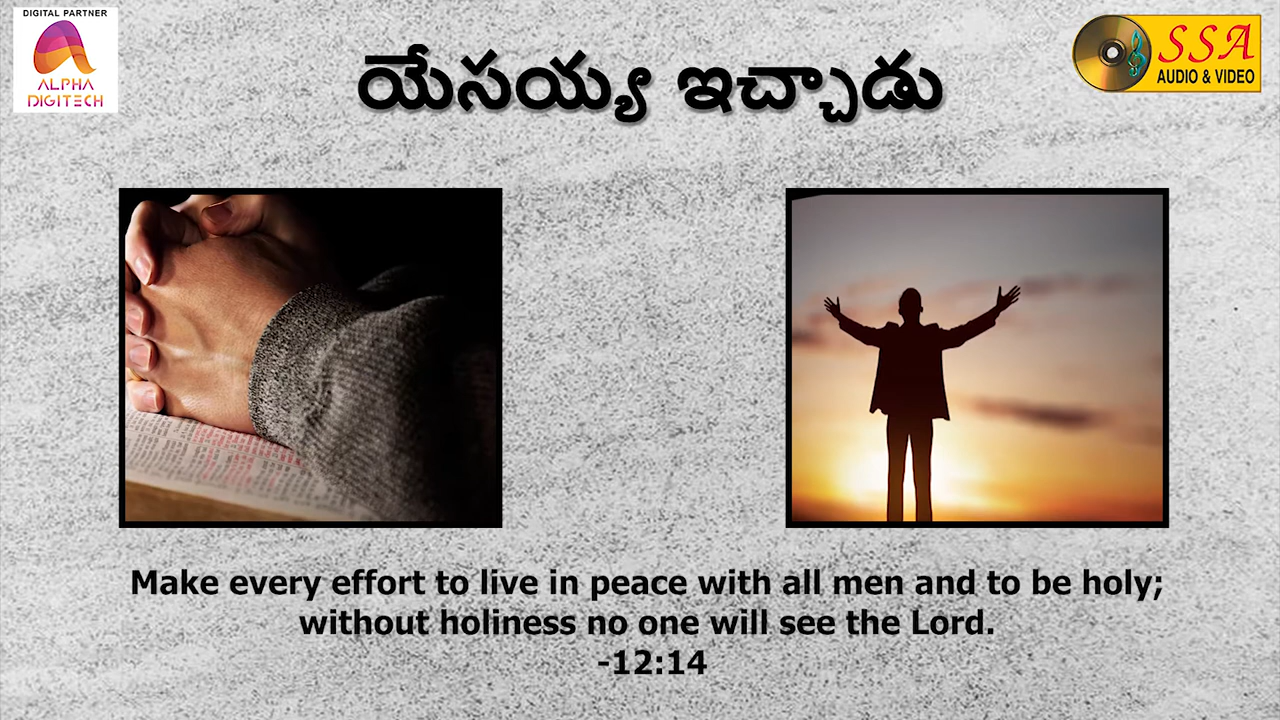 DIGITAL PARTNER
ALPHA
DIGITECH
యేసయ్య ఇచ్చాడు
SSA
AUDIO & VIDEO
Make every effort to live in peace with all men and to be holy;
without holiness no one will see the Lord.
-12:14